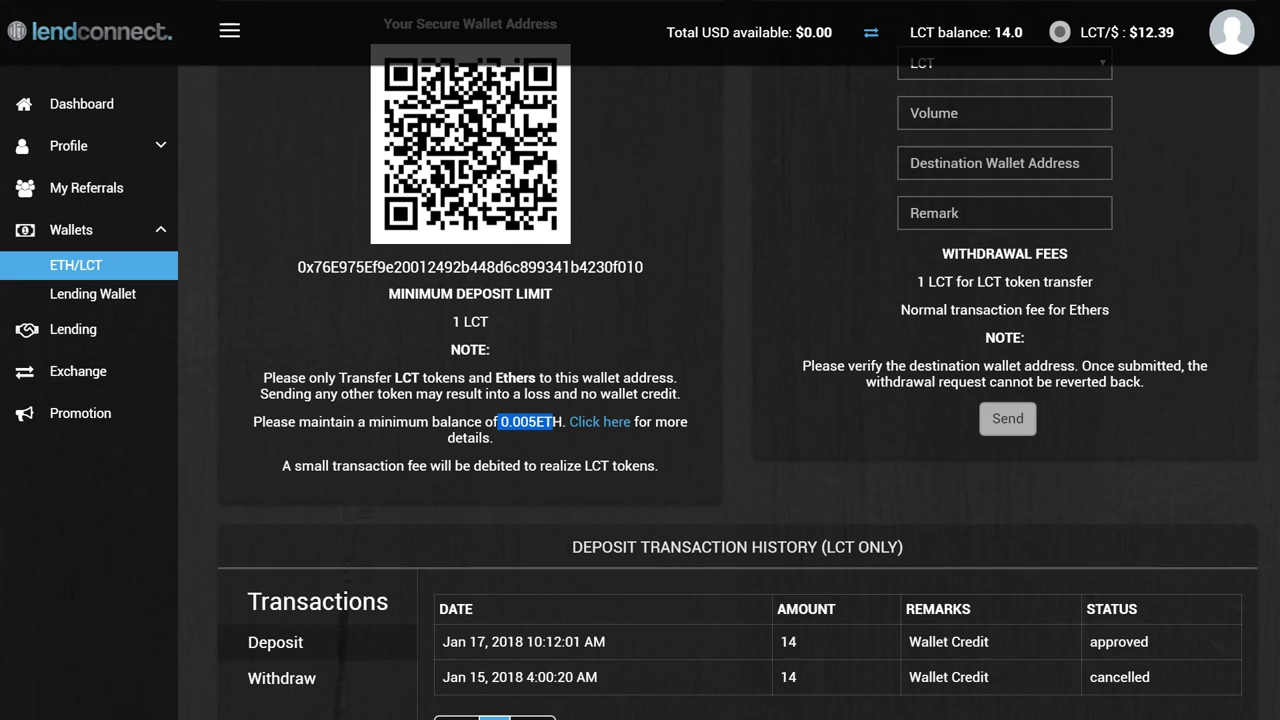 lendconnect.
Your Secure Wallet Address
Total USD available: $0.00
LCT balance: 14.0
LCT/$ : $12.39
Dashboard
Profile
My Referrals
Wallets
ETH/LCT
Lending Wallet
Lending
Exchange
Promotion
0x76E975Ef9e20012492b448d6c899341b4230f010
MINIMUM DEPOSIT LIMIT
1 LCT
NOTE:
Please only Transfer LCT tokens and Ethers to this wallet address.
Sending any other token may result into a loss and no wallet credit.
Please maintain a minimum balance of 0.005ETH. Click here for more
details.
A small transaction fee will be debited to realize LCT tokens.
LCT
Volume
Destination Wallet Address
Remark
WITHDRAWAL FEES
1 LCT for LCT token transfer
Normal transaction fee for Ethers
NOTE:
Please verify the destination wallet address. Once submitted, the
withdrawal request cannot be reverted back.
Send
DEPOSIT TRANSACTION HISTORY (LCT ONLY)
Transactions
Deposit
Withdraw
DATE AMOUNT REMARKS STATUS
Jan 17, 2018 10:12:01 AM 14 Wallet Credit approved
Jan 15, 2018 4:00:20 AM 14 Wallet Credit cancelled